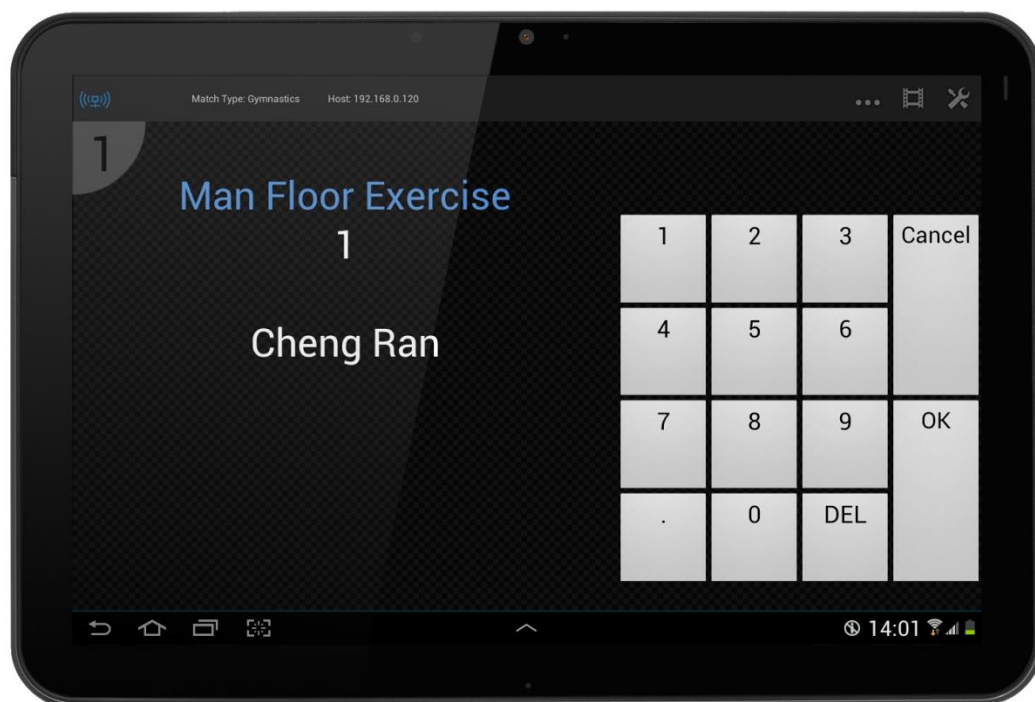 Match Type: Gymnastics Host: 192.168.0.120
1
Man Floor Exercise
1
Cheng Ran
1 2 3 Cancel
4 5 6
7 8 9 OK
. 0 DEL
14:01